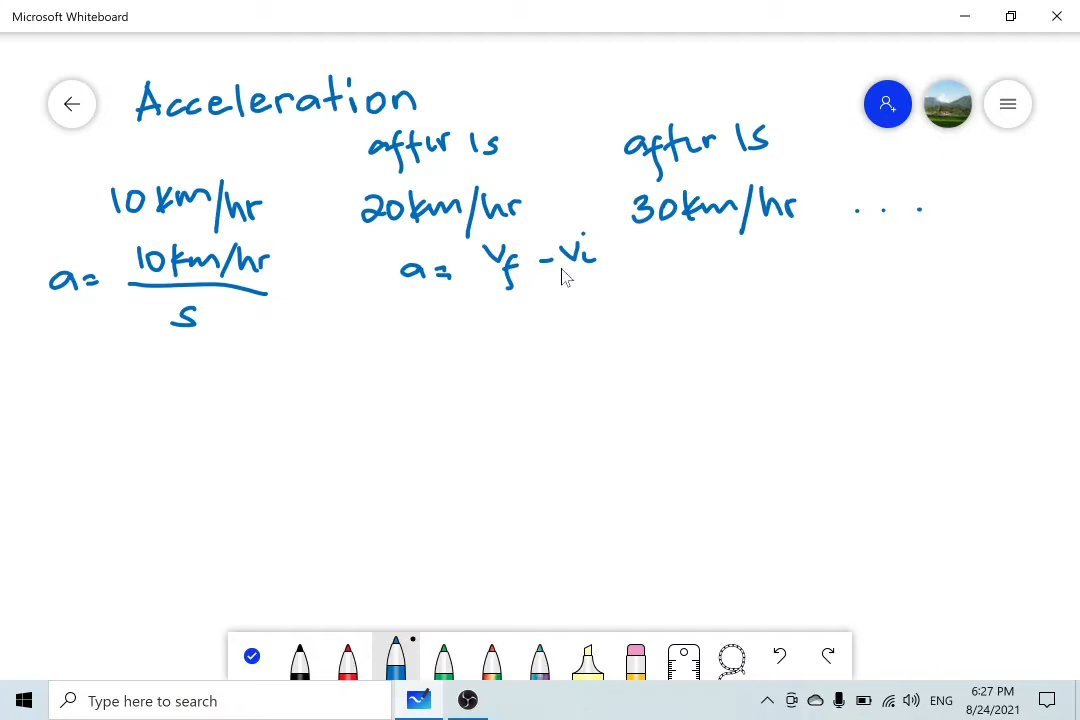 Microsoft Whiteboard
Acceleration
after 1s after 1s
10km/hr 20km/hr 30km/hr ...
a= 10km/hr / s a= vf - vi
Type here to search
ENG
6:27 PM
8/24/2021